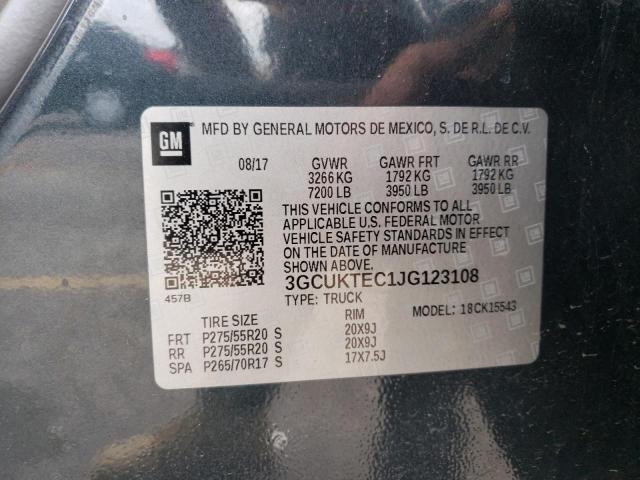 GM MFD BY GENERAL MOTORS DE MEXICO, S. DE R.L. DE C.V.
08/17 GVWR GAWR FRT GAWR RR
3266 KG 1792 KG 1792 KG
7200 LB 3950 LB 3950 LB
THIS VEHICLE CONFORMS TO ALL
APPLICABLE U.S. FEDERAL MOTOR
VEHICLE SAFETY STANDARDS IN EFFECT
ON THE DATE OF MANUFACTURE
SHOWN ABOVE.
457B 3GCUKTEC1JG123108
TYPE: TRUCK MODEL: 18CK15543
TIRE SIZE RIM
FRT P275/55R20 S 20X9J
RR P275/55R20 S 20X9J
SPA P265/70R17 S 17X7.5J